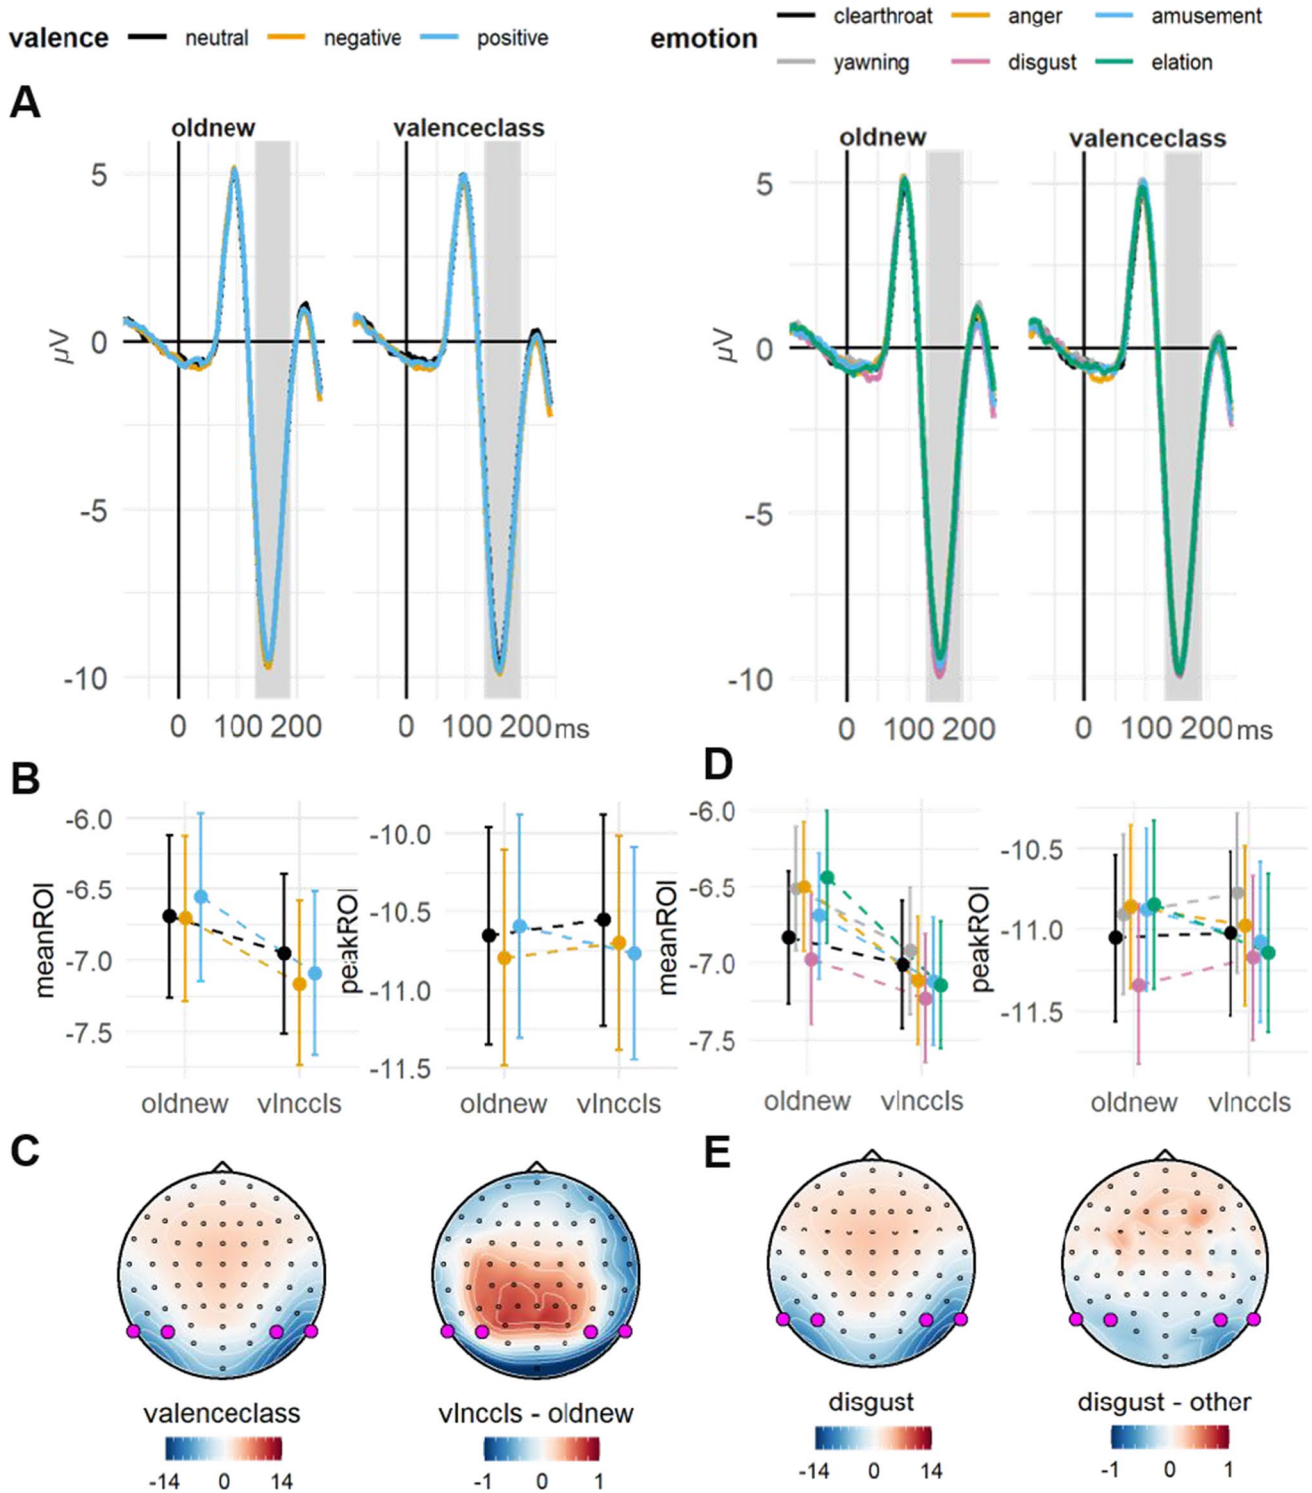 valence neutral negative positive
emotion clearthroat anger amusement
yawning disgust elation
A
oldnew valenceclass
oldnew valenceclass
5
0
-5
-10
µV
0 100 200 0 100 200 ms
5
0
-5
-10
µV
0 100 200 0 100 200 ms
B
-6.0
-6.5
-7.0
-7.5
meanROI
oldnew vlnccls
-10.0
-10.5
-11.0
-11.5
peakROI
oldnew vlnccls
D
-6.0
-6.5
-7.0
-7.5
meanROI
oldnew vlnccls
-10.5
-11.0
-11.5
peakROI
oldnew vlnccls
C
valenceclass
-14 0 14
vlnccls - oldnew
-1 0 1
E
disgust
-14 0 14
disgust - other
-1 0 1